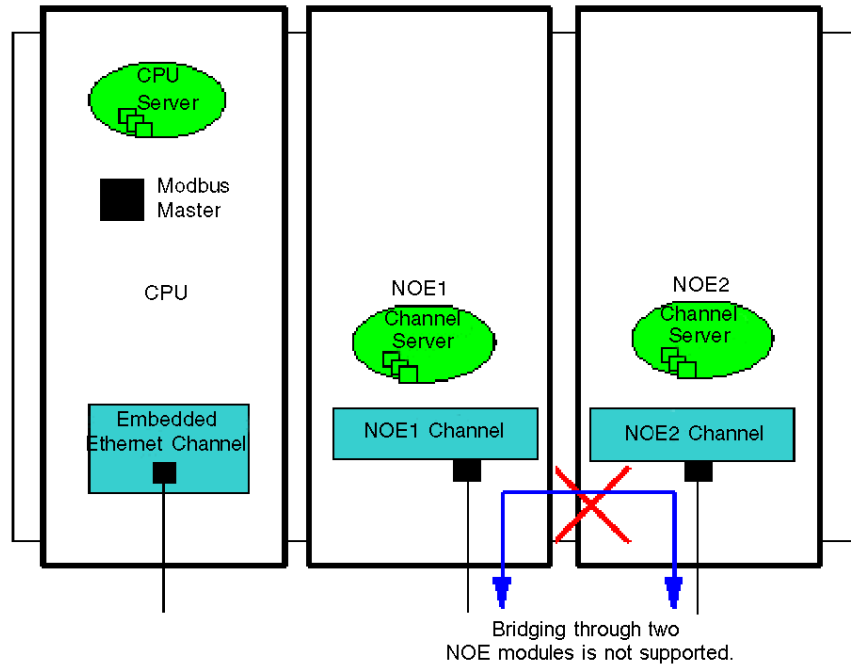 CPU
Server
Modbus
Master
CPU
Embedded
Ethernet Channel
NOE1
Channel
Server
NOE1 Channel
NOE2
Channel
Server
NOE2 Channel
Bridging through two
NOE modules is not supported.